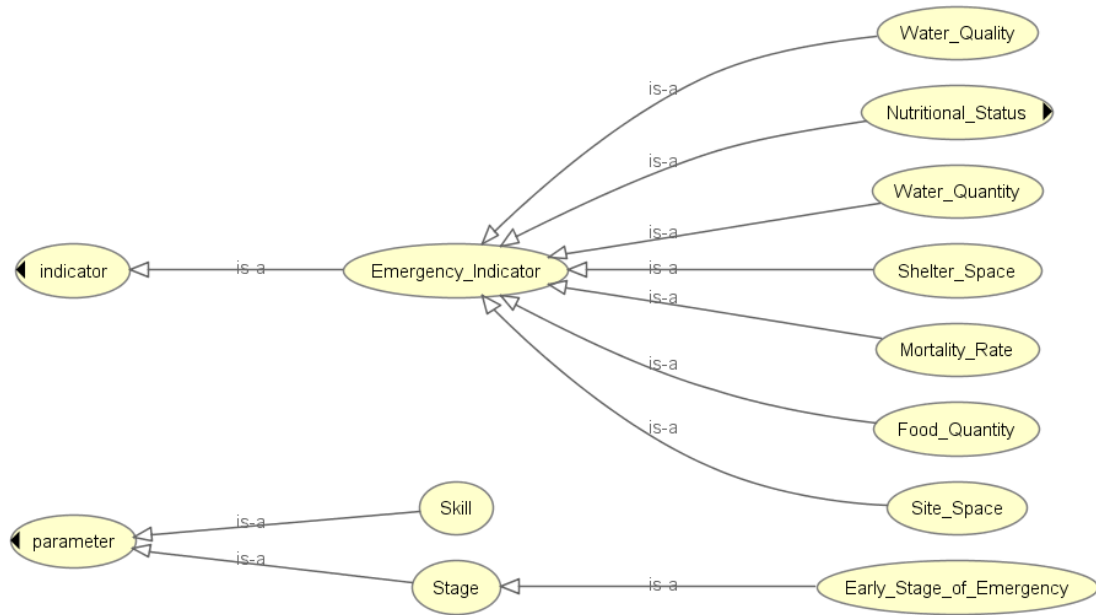 Water_Quality
is-a
Nutritional_Status
is-a
Water_Quantity
is-a
indicator
is-a
Emergency_Indicator
is-a
Shelter_Space
is-a
Mortality_Rate
is-a
Food_Quantity
is-a
Site_Space
Skill
is-a
parameter
is-a
Stage
is-a
Early_Stage_of_Emergency